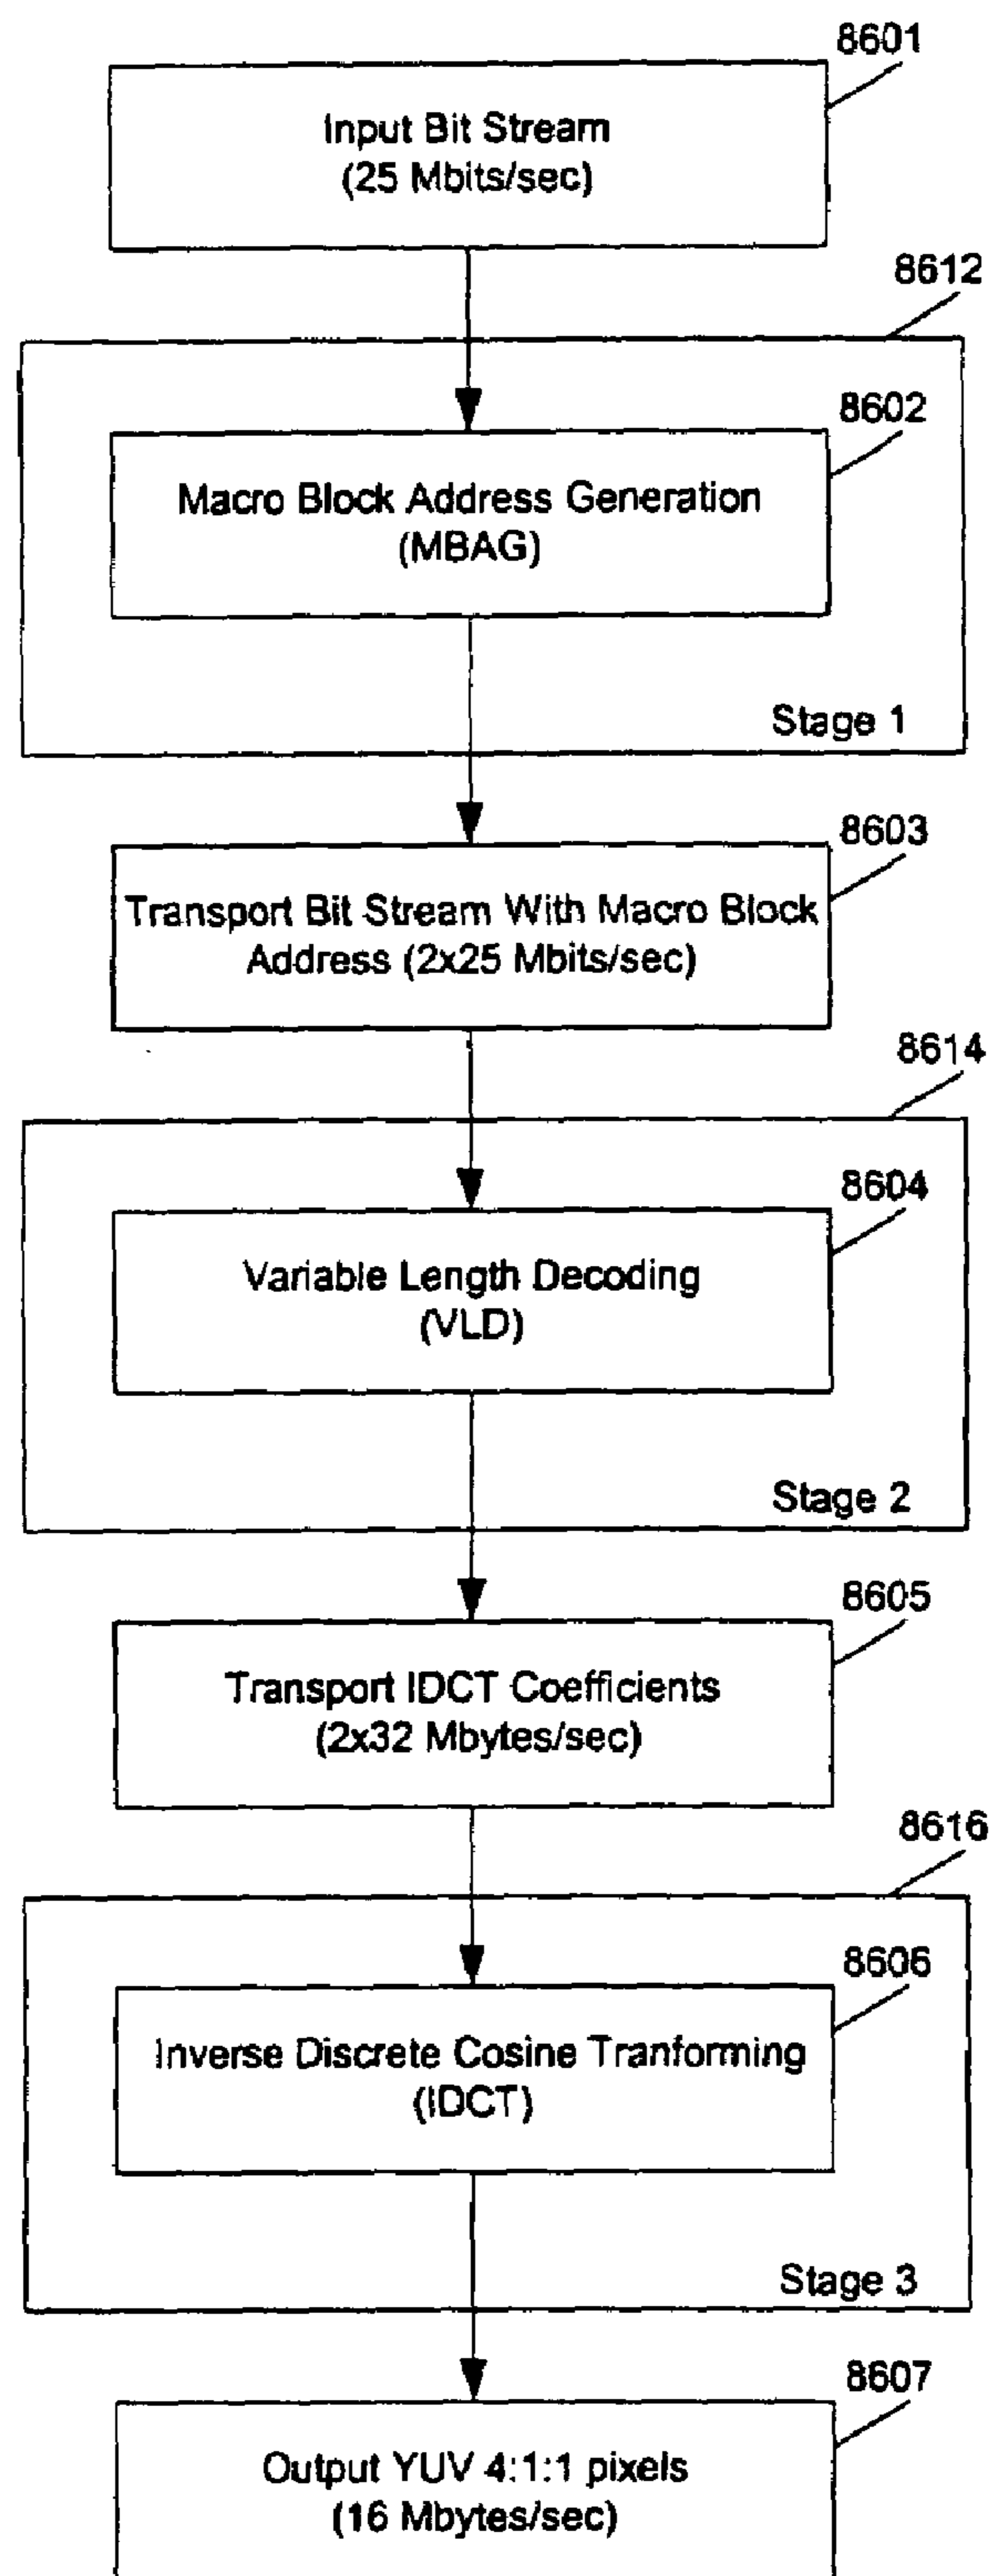 8601
Input Bit Stream
(25 Mbits/sec)
8612
8602
Macro Block Address Generation
(MBAG)
Stage 1
8603
Transport Bit Stream With Macro Block
Address (2x25 Mbits/sec)
8614
8604
Variable Length Decoding
(VLD)
Stage 2
8605
Transport IDCT Coefficients
(2x32 Mbytes/sec)
8616
8606
Inverse Discrete Cosine Tranforming
(IDCT)
Stage 3
8607
Output YUV 4:1:1 pixels
(16 Mbytes/sec)